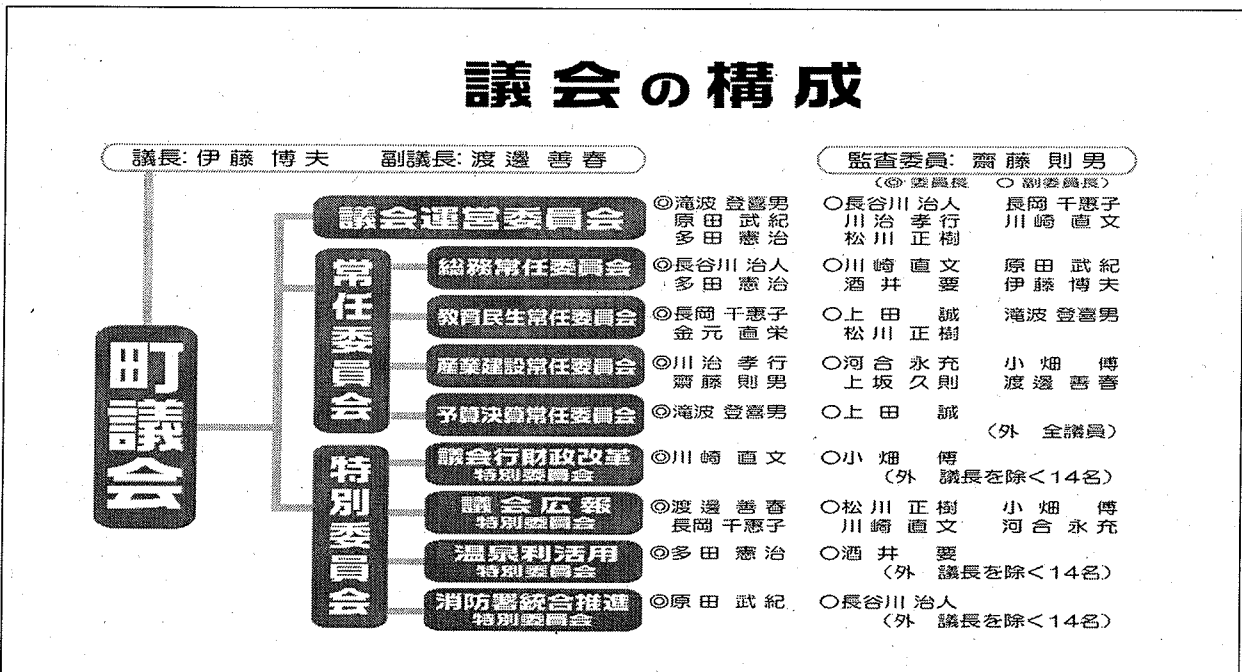 議会の構成
議長: 伊藤 博夫　副議長: 渡邊 善春
監査委員: 齋藤 則男
(◎ 委員長　○ 副委員長)
町議会
議会運営委員会
◎滝波 登喜男　○長谷川 治人　長岡 千惠子
原田 武紀　川治 孝行　川崎 直文
多田 憲治　松川 正樹
常任委員会
総務常任委員会
◎長谷川 治人　○川崎 直文　原田 武紀
多田 憲治　酒井 要　伊藤 博夫
教育民生常任委員会
◎長岡 千惠子　○上田 誠　滝波 登喜男
金元 直栄　松川 正樹
産業建設常任委員会
◎川治 孝行　○河合 永充　小畑 傅
齋藤 則男　上坂 久則　渡邊 善春
予算決算常任委員会
◎滝波 登喜男　○上田 誠
(外　全議員)
特別委員会
議会行財政改革
特別委員会
◎川崎 直文　○小畑 傅
(外　議長を除く14名)
議会広報
特別委員会
◎渡邊 善春　○松川 正樹　小畑 傅
長岡 千惠子　川崎 直文　河合 永充
温泉利活用
特別委員会
◎多田 憲治　○酒井 要
(外　議長を除く14名)
消防署統合推進
特別委員会
◎原田 武紀　○長谷川 治人
(外　議長を除く14名)